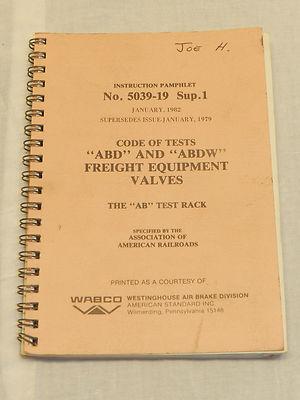 JOE H.
INSTRUCTION PAMPHLET
No. 5039-19 Sup.1
JANUARY, 1982
SUPERSEDES ISSUE-JANUARY, 1979
CODE OF TESTS
"ABD" AND "ABDW"
FREIGHT EQUIPMENT
VALVES
THE "AB" TEST RACK
SPECIFIED BY THE
ASSOCIATION OF
AMERICAN RAILROADS
PRINTED AS A COURTESY OF
WABCO
WESTINGHOUSE AIR BRAKE DIVISION
AMERICAN STANDARD INC
Wilmerding, Pennsylvania 15148